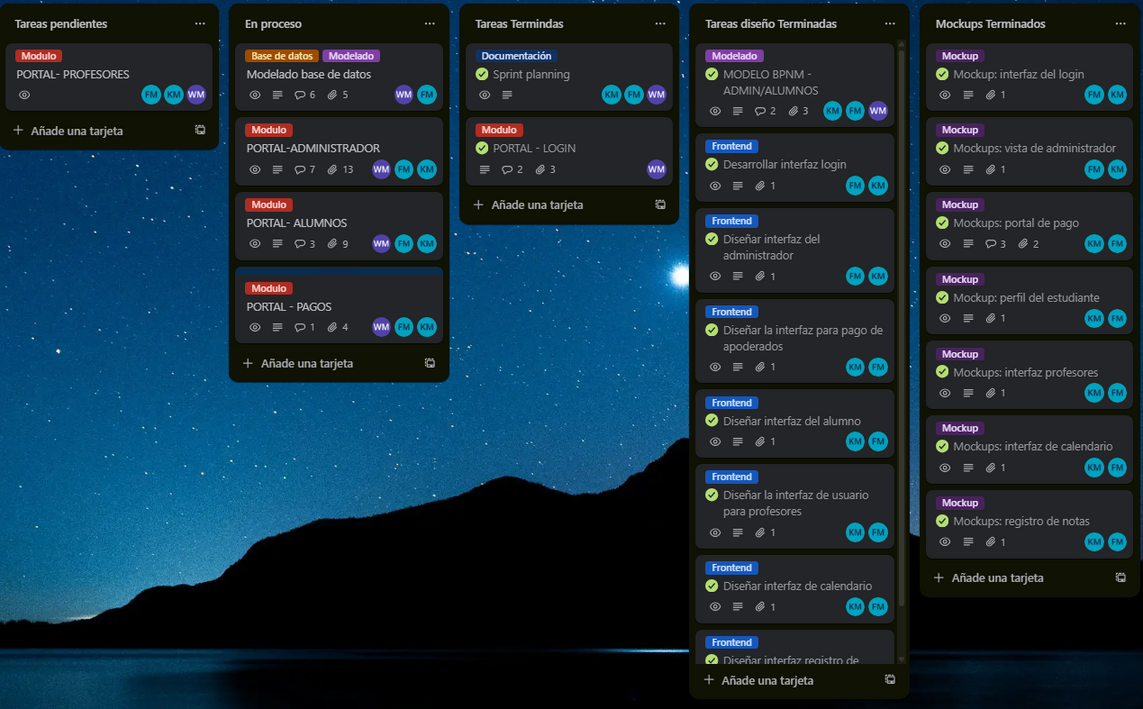 Tareas pendientes
Modulo
PORTAL- PROFESORES
FM KM WM
Añade una tarjeta
En proceso
Base de datos Modelado
Modelado base de datos
6 5 WM FM
Modulo
PORTAL-ADMINISTRADOR
7 13 WM FM KM
Modulo
PORTAL- ALUMNOS
3 9 WM FM KM
Modulo
PORTAL - PAGOS
1 4 WM FM KM
Añade una tarjeta
Tareas Termindas
Documentación
Sprint planning
KM FM WM
Modulo
PORTAL - LOGIN
2 3 WM
Añade una tarjeta
Tareas diseño Terminadas
Modelado
MODELO BPNM -
ADMIN/ALUMNOS
2 3 KM FM WM
Frontend
Desarrollar interfaz login
1 FM KM
Frontend
Diseñar interfaz del
administrador
1 FM KM
Frontend
Diseñar la interfaz para pago de
apoderados
1 KM FM
Frontend
Diseñar interfaz del alumno
1 KM FM
Frontend
Diseñar la interfaz de usuario
para profesores
1 KM FM
Frontend
Diseñar interfaz de calendario
1 KM FM
Frontend
Diseñar interfaz registro de
Añade una tarjeta
Mockups Terminados
Mockup
Mockup: interfaz del login
1 FM KM
Mockup
Mockups: vista de administrador
1 FM KM
Mockup
Mockups: portal de pago
3 2 KM FM
Mockup
Mockup: perfil del estudiante
1 KM FM
Mockup
Mockups: interfaz profesores
1 KM FM
Mockup
Mockups: interfaz de calendario
1 KM FM
Mockup
Mockups: registro de notas
1 KM FM
Añade una tarjeta